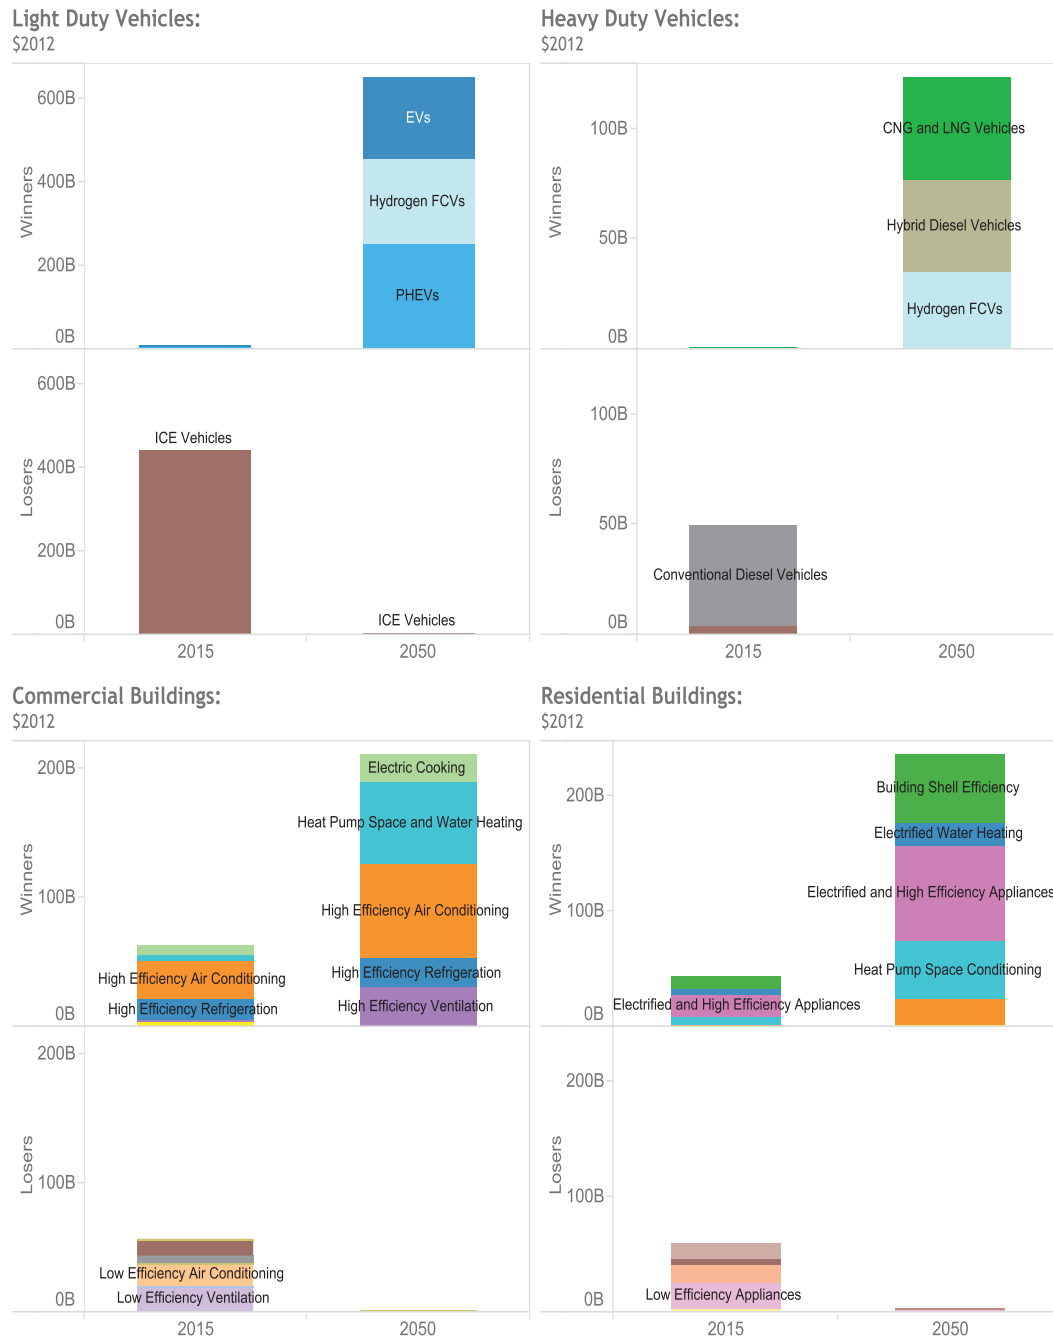 Light Duty Vehicles:
$2012
Winners
600B
400B
200B
0B
EVs
Hydrogen FCVs
PHEVs
Losers
600B
400B
200B
0B
ICE Vehicles
ICE Vehicles
2015
2050
Heavy Duty Vehicles:
$2012
Winners
100B
50B
0B
CNG and LNG Vehicles
Hybrid Diesel Vehicles
Hydrogen FCVs
Losers
100B
50B
0B
Conventional Diesel Vehicles
2015
2050
Commercial Buildings:
$2012
Winners
200B
100B
0B
Electric Cooking
Heat Pump Space and Water Heating
High Efficiency Air Conditioning
High Efficiency Refrigeration
High Efficiency Ventilation
High Efficiency Air Conditioning
High Efficiency Refrigeration
Losers
200B
100B
0B
Low Efficiency Air Conditioning
Low Efficiency Ventilation
2015
2050
Residential Buildings:
$2012
Winners
200B
100B
0B
Building Shell Efficiency
Electrified Water Heating
Electrified and High Efficiency Appliances
Heat Pump Space Conditioning
Electrified and High Efficiency Appliances
Losers
200B
100B
0B
Low Efficiency Appliances
2015
2050